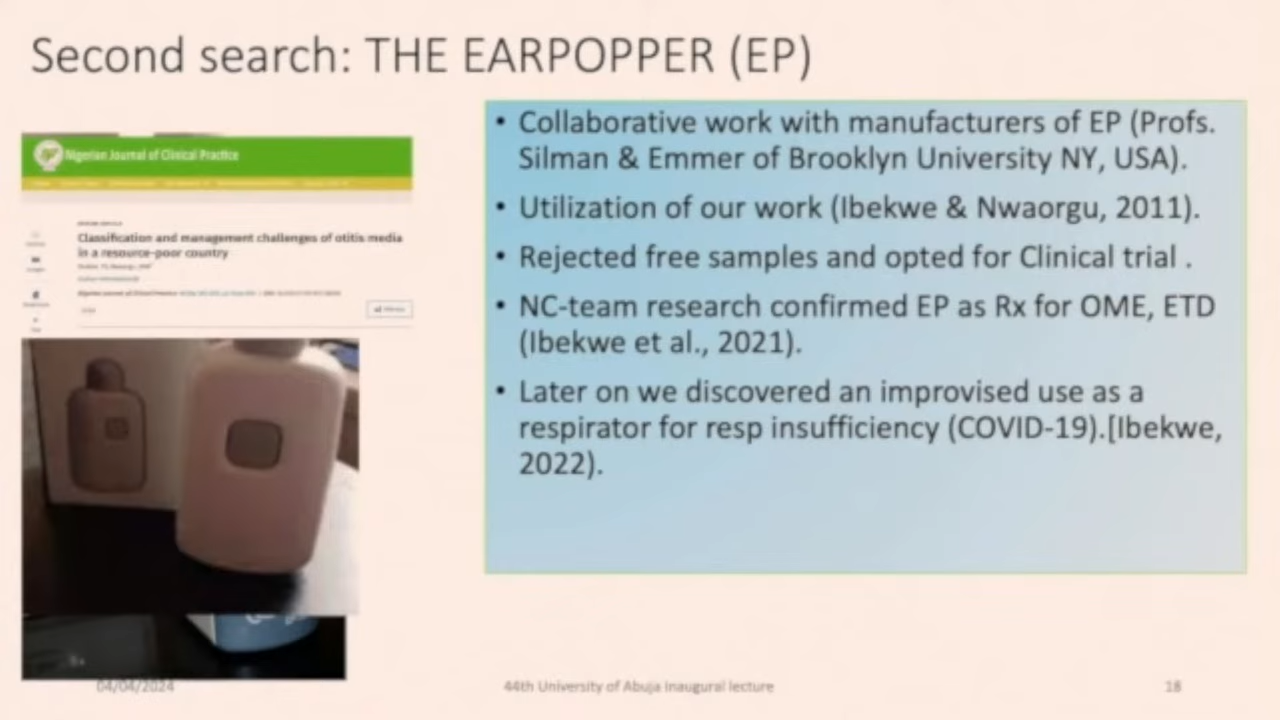 Second search: THE EARPOPPER (EP)
Nigerian Journal of Clinical Practice
Classification and management challenges of otitis media
in a resource-poor country
• Collaborative work with manufacturers of EP (Profs.
Silman & Emmer of Brooklyn University NY, USA).
• Utilization of our work (Ibekwe & Nwaorgu, 2011).
• Rejected free samples and opted for Clinical trial .
• NC-team research confirmed EP as Rx for OME, ETD
(Ibekwe et al., 2021).
• Later on we discovered an improvised use as a
respirator for resp insufficiency (COVID-19).[Ibekwe,
2022).
04/04/2024
44th University of Abuja Inaugural lecture
18